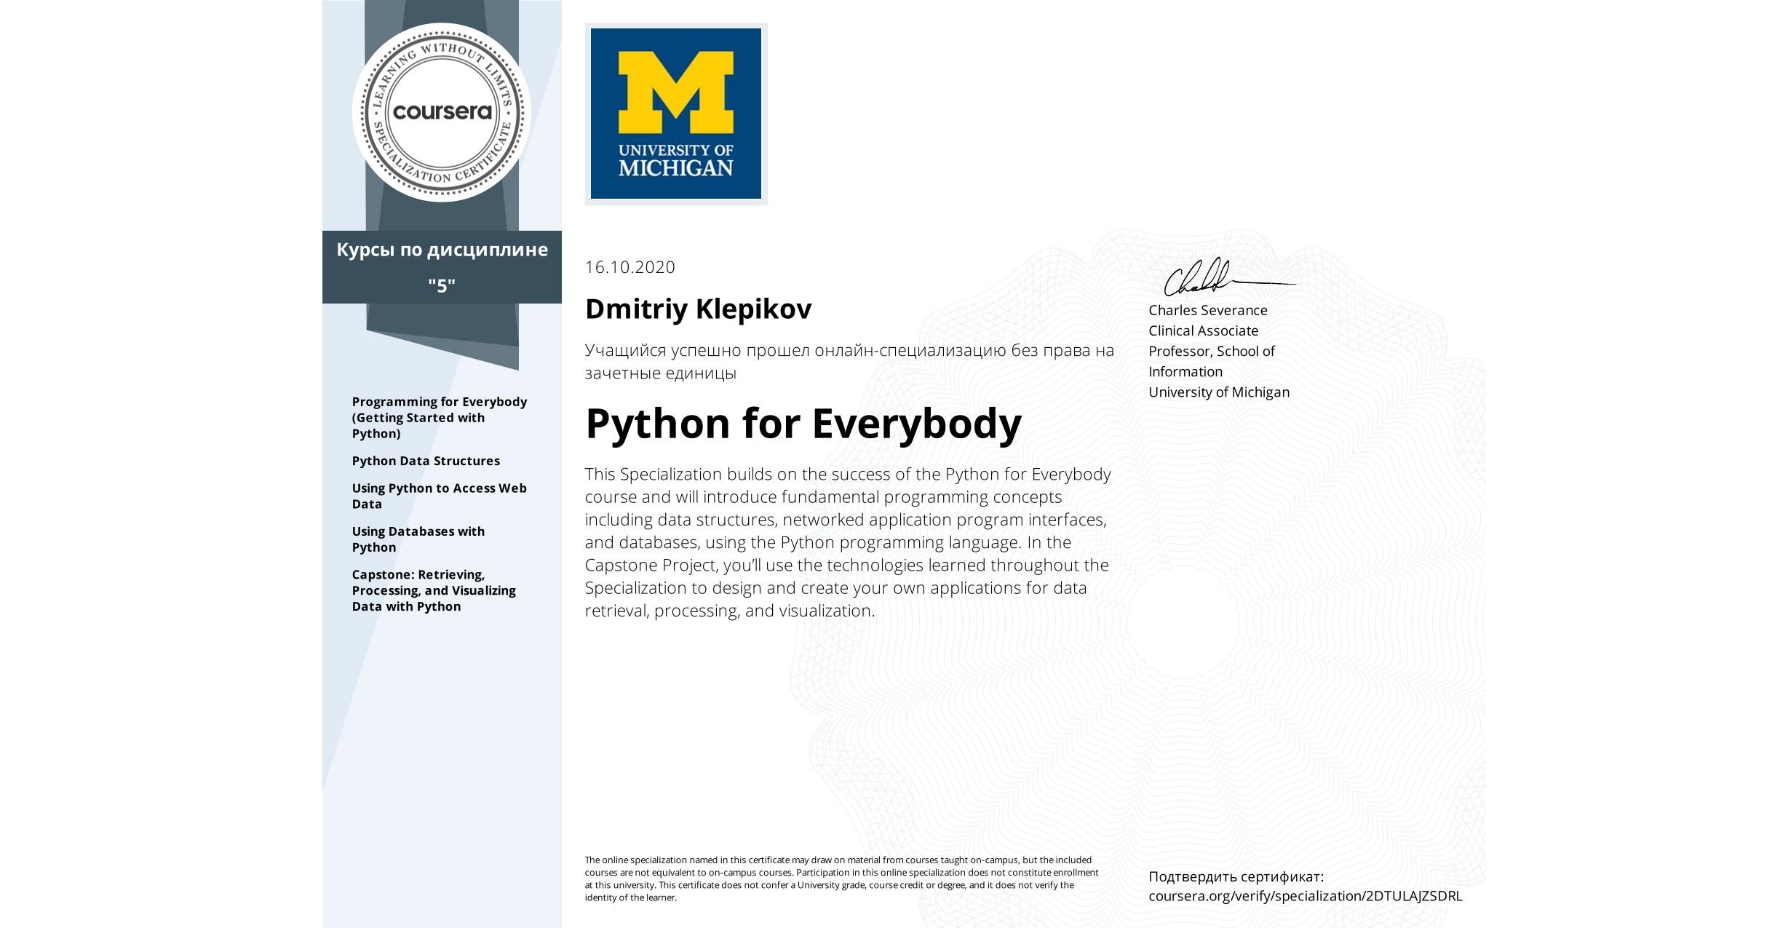 LEARNING WITHOUT LIMITS
coursera
SPECIALIZATION CERTIFICATE
UNIVERSITY OF
MICHIGAN
Курсы по дисциплине
"5"
Programming for Everybody
(Getting Started with
Python)
Python Data Structures
Using Python to Access Web
Data
Using Databases with
Python
Capstone: Retrieving,
Processing, and Visualizing
Data with Python
16.10.2020
Dmitriy Klepikov
Учащийся успешно прошел онлайн-специализацию без права на
зачетные единицы
Python for Everybody
This Specialization builds on the success of the Python for Everybody
course and will introduce fundamental programming concepts
including data structures, networked application program interfaces,
and databases, using the Python programming language. In the
Capstone Project, you’ll use the technologies learned throughout the
Specialization to design and create your own applications for data
retrieval, processing, and visualization.
Charles Severance
Clinical Associate
Professor, School of
Information
University of Michigan
The online specialization named in this certificate may draw on material from courses taught on-campus, but the included
courses are not equivalent to on-campus courses. Participation in this online specialization does not constitute enrollment
at this university. This certificate does not confer a University grade, course credit or degree, and it does not verify the
identity of the learner.
Подтвердить сертификат:
coursera.org/verify/specialization/2DTULAJZSDRL